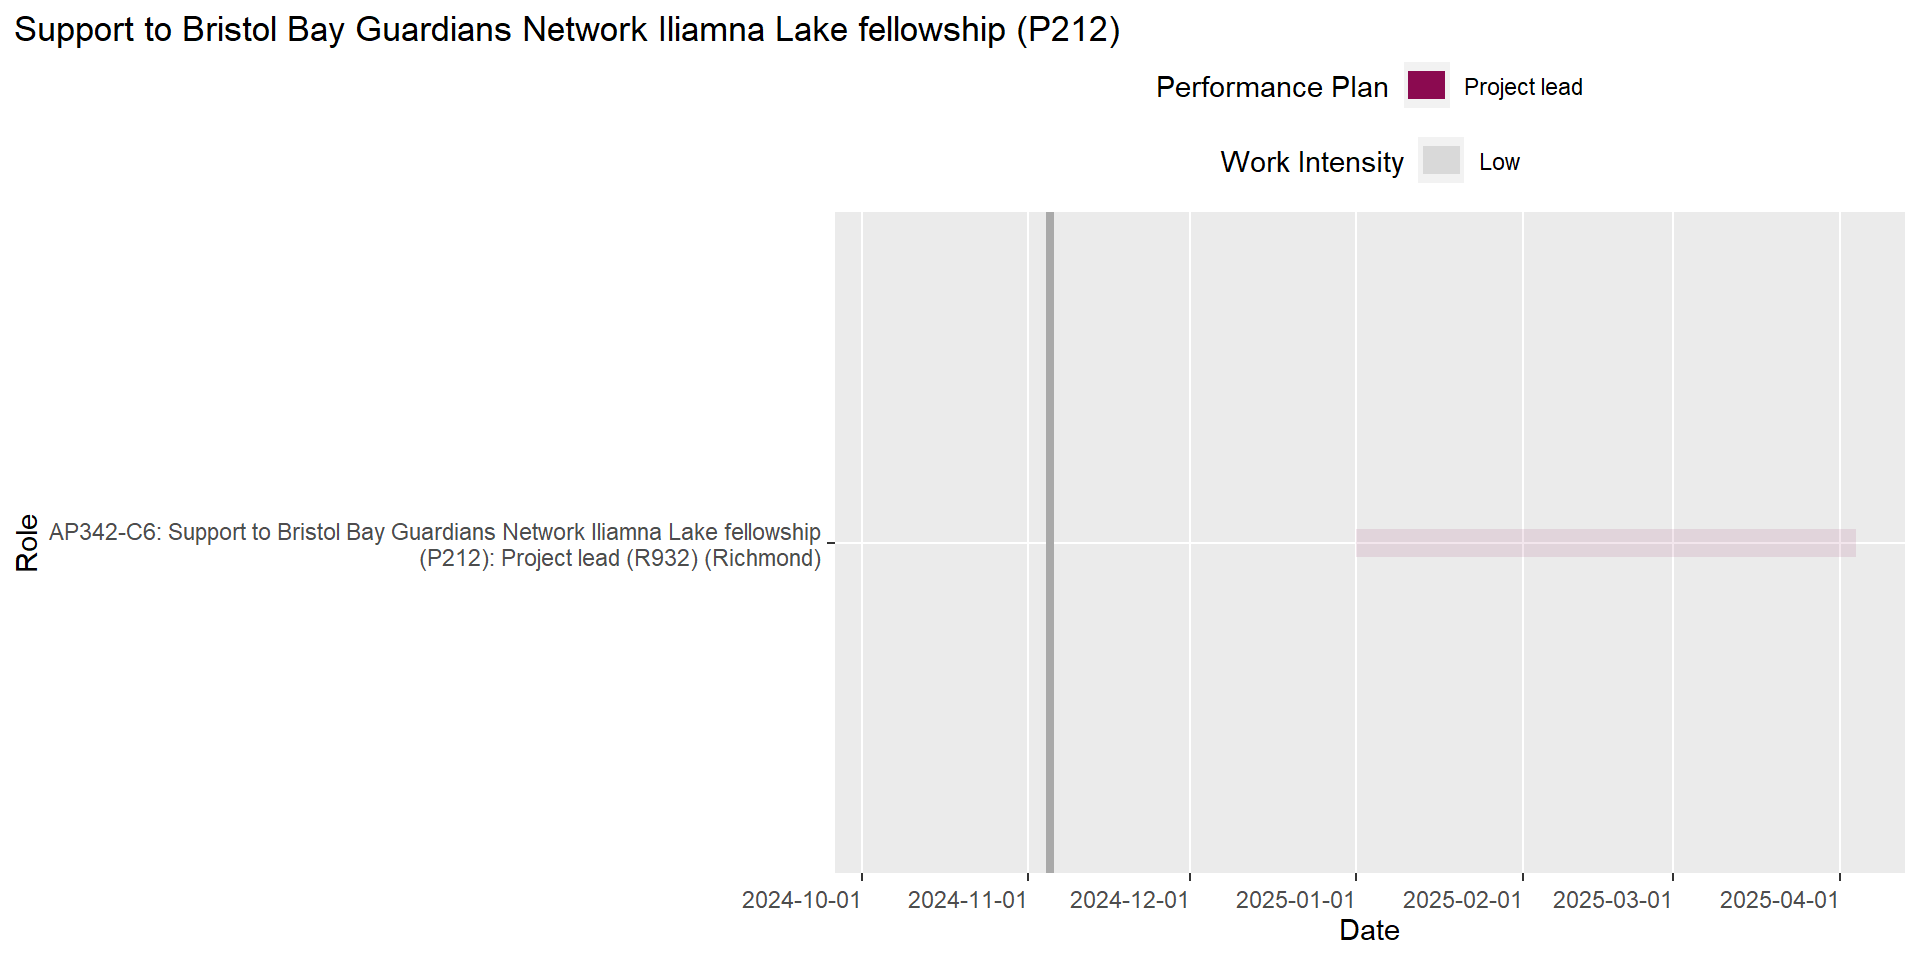 Support to Bristol Bay Guardians Network Iliamna Lake fellowship (P212)
Performance Plan Project lead
Work Intensity Low
Role
AP342-C6: Support to Bristol Bay Guardians Network Iliamna Lake fellowship
(P212): Project lead (R932) (Richmond)
2024-10-01 2024-11-01 2024-12-01 2025-01-01 2025-02-01 2025-03-01 2025-04-01
Date